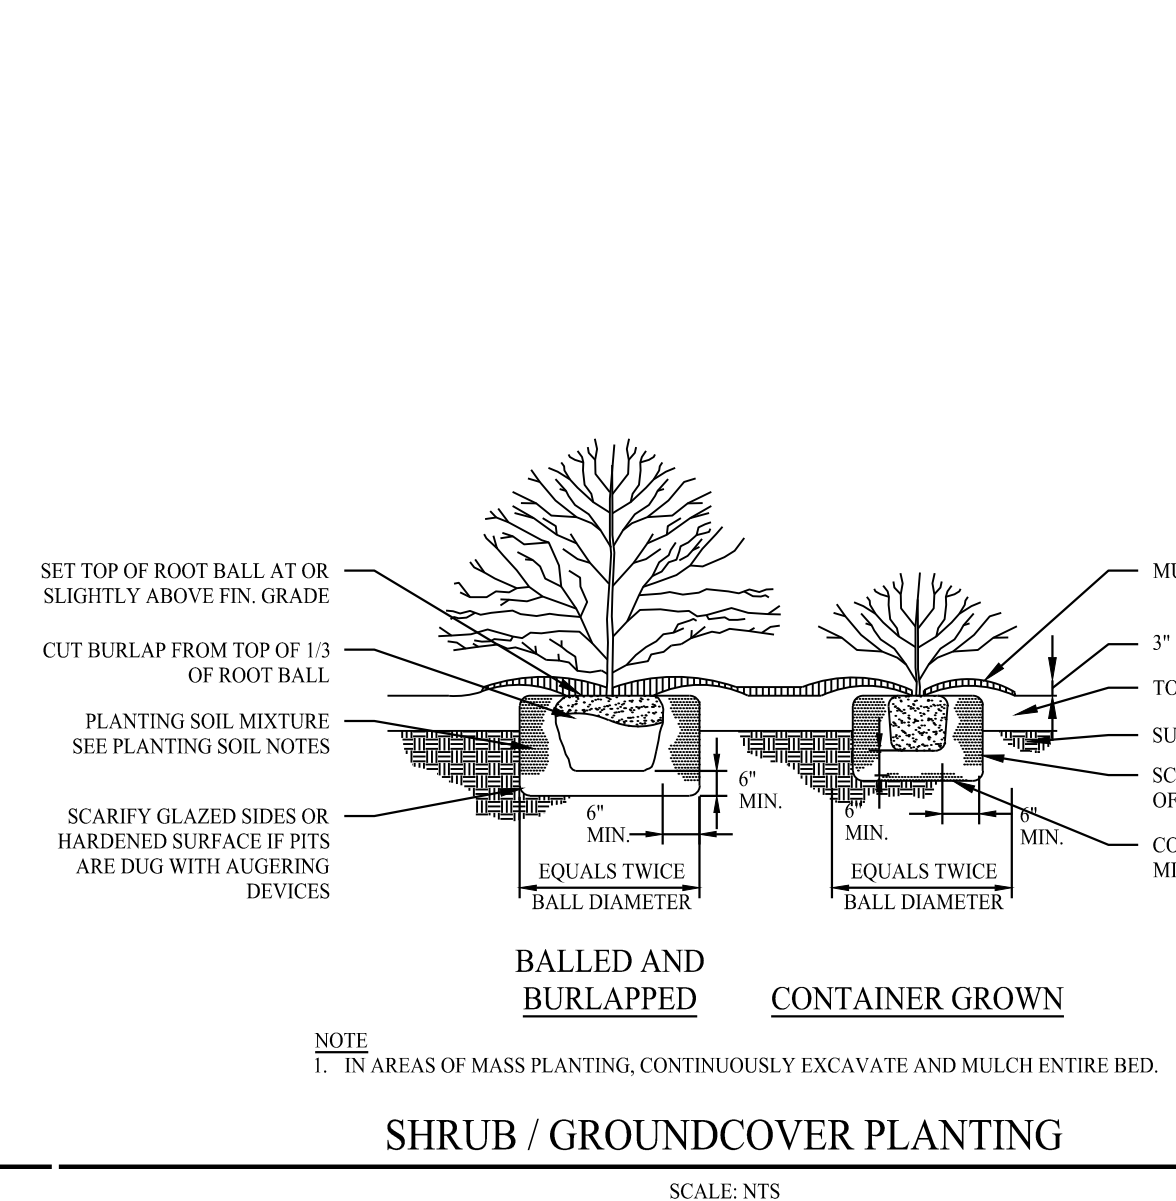 SET TOP OF ROOT BALL AT OR
SLIGHTLY ABOVE FIN. GRADE
CUT BURLAP FROM TOP OF 1/3
OF ROOT BALL
PLANTING SOIL MIXTURE
SEE PLANTING SOIL NOTES
SCARIFY GLAZED SIDES OR
HARDENED SURFACE IF PITS
ARE DUG WITH AUGERING
DEVICES
6"
MIN.
6"
MIN.
EQUALS TWICE
BALL DIAMETER
6"
MIN.
6"
MIN.
EQUALS TWICE
BALL DIAMETER
3"
BALLED AND
BURLAPPED
CONTAINER GROWN
NOTE
1. IN AREAS OF MASS PLANTING, CONTINUOUSLY EXCAVATE AND MULCH ENTIRE BED.
SHRUB / GROUNDCOVER PLANTING
SCALE: NTS